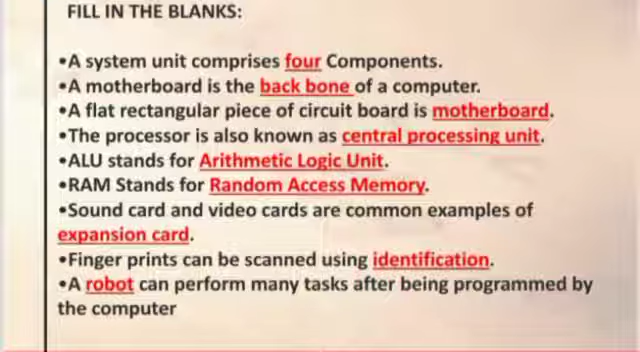 FILL IN THE BLANKS:
•A system unit comprises four Components.
•A motherboard is the back bone of a computer.
•A flat rectangular piece of circuit board is motherboard.
•The processor is also known as central processing unit.
•ALU stands for Arithmetic Logic Unit.
•RAM Stands for Random Access Memory.
•Sound card and video cards are common examples of
expansion card.
•Finger prints can be scanned using identification.
•A robot can perform many tasks after being programmed by
the computer